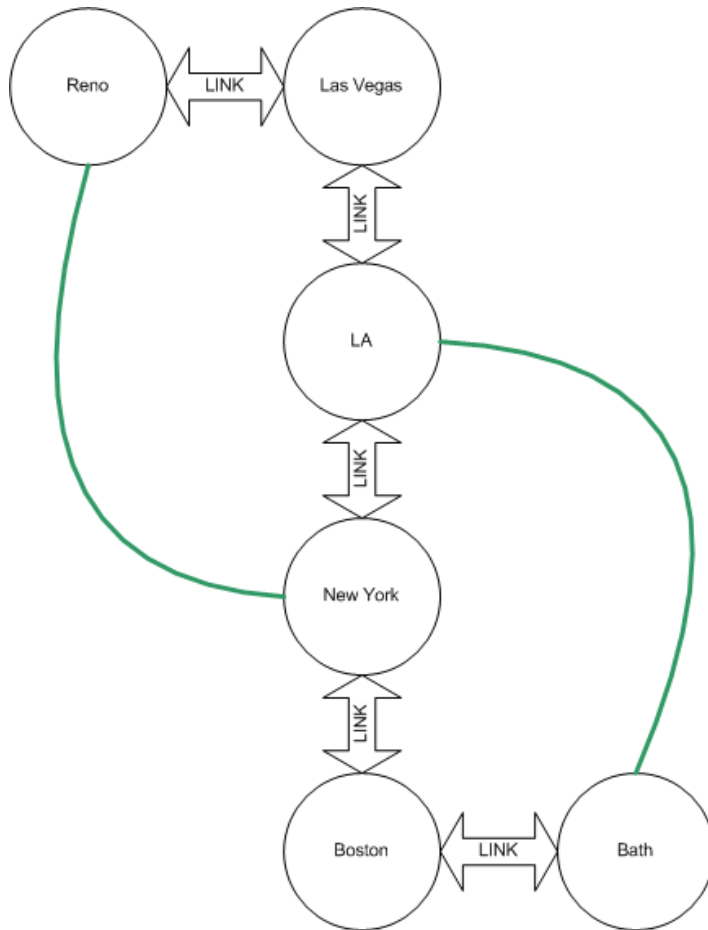 Reno
LINK
Las Vegas
LINK
LA
LINK
New York
LINK
Boston
LINK
Bath